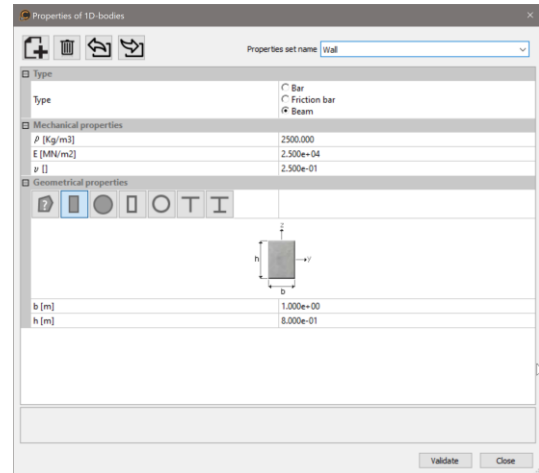 Properties of 1D-bodies
Properties set name Wall
Type
Type
Bar
Friction bar
Beam
Mechanical properties
ρ [Kg/m3] 2500.000
E [MN/m2] 2.500e+04
υ [] 2.500e-01
Geometrical properties
z
h
y
b
b [m] 1.000e+00
h [m] 8.000e-01
Validate Close